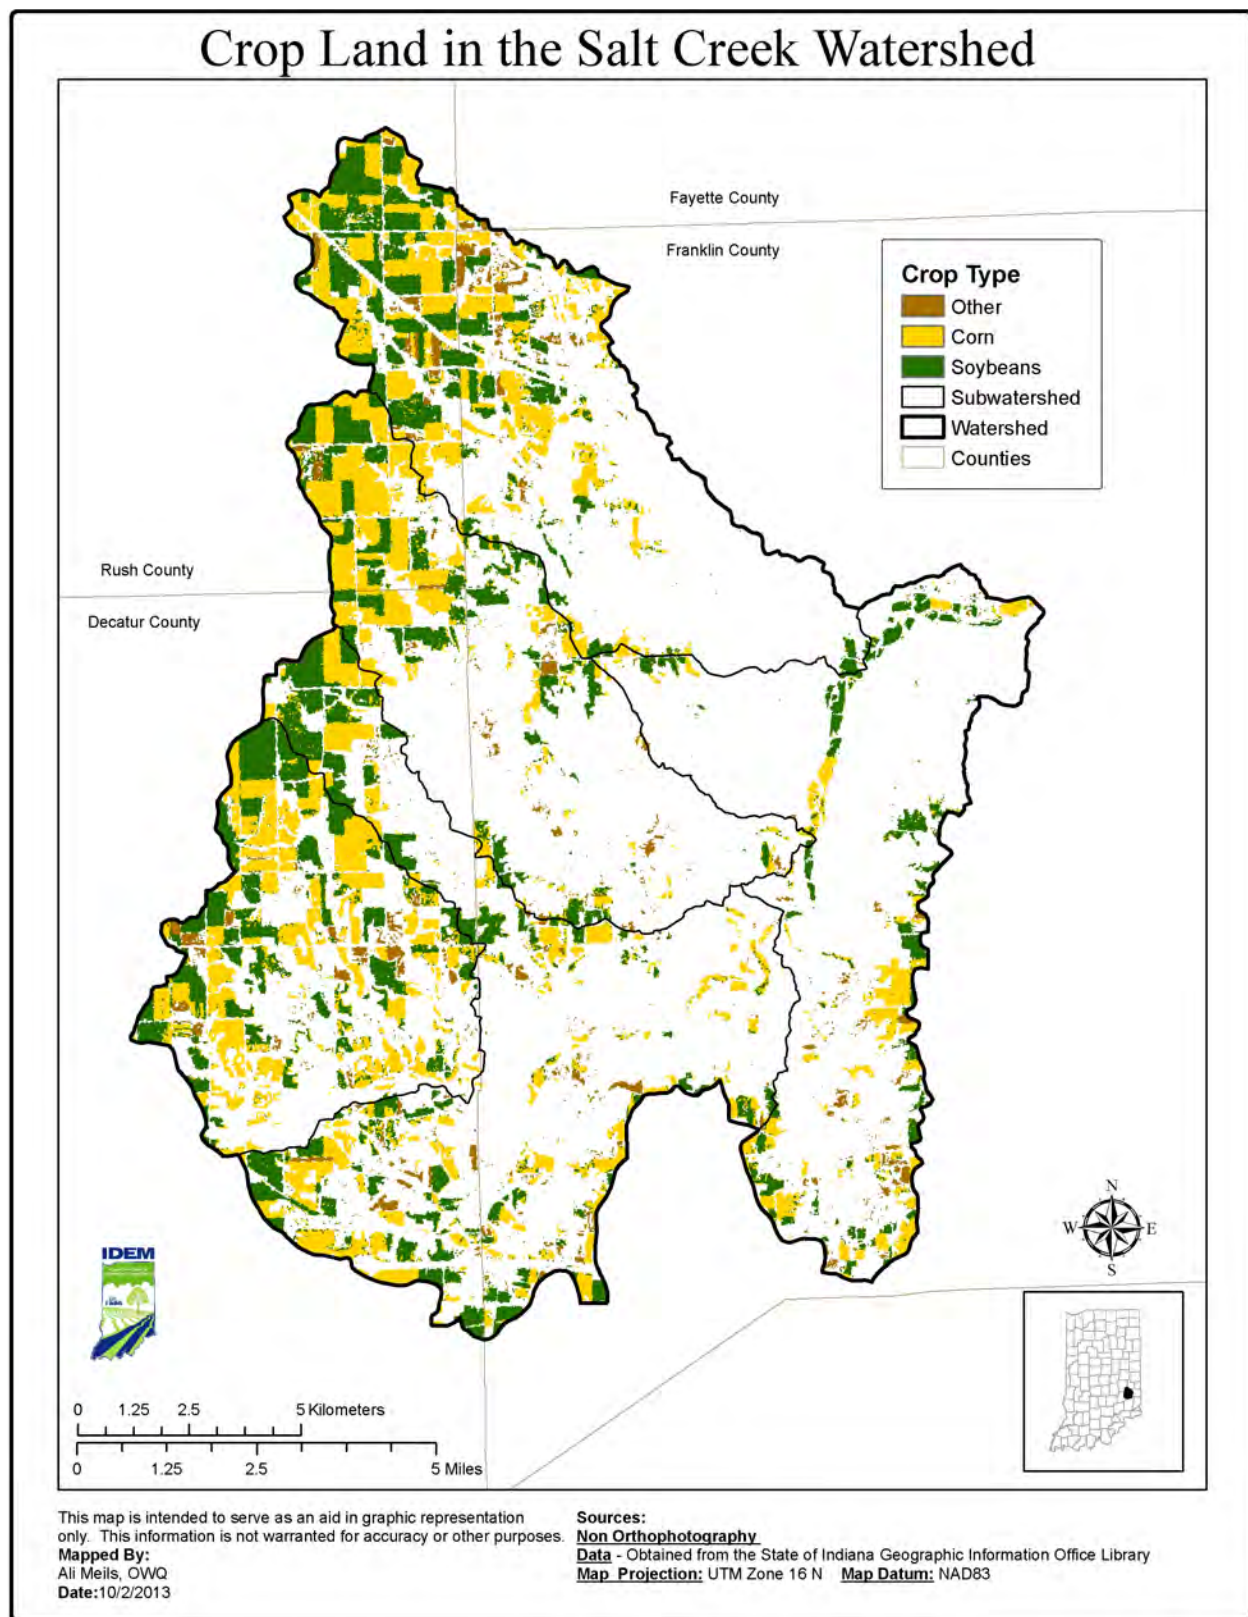 Crop Land in the Salt Creek Watershed
Fayette County
Franklin County
Crop Type
Other
Corn
Soybeans
Subwatershed
Watershed
Counties
Rush County
Decatur County
N
W E
S
IDEM
0 1.25 2.5 5 Kilometers
0 1.25 2.5 5 Miles
This map is intended to serve as an aid in graphic representation
only. This information is not warranted for accuracy or other purposes.
Mapped By:
Ali Meils, OWQ
Date:10/2/2013
Sources:
Non Orthophotography
Data - Obtained from the State of Indiana Geographic Information Office Library
Map Projection: UTM Zone 16 N Map Datum: NAD83